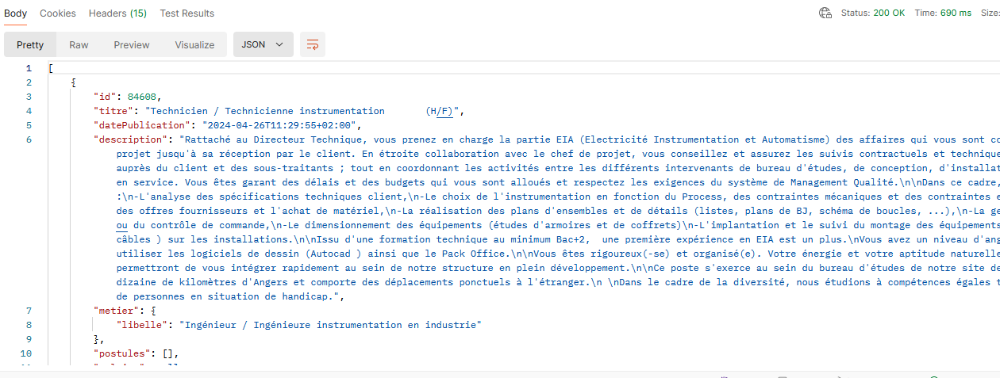 Body Cookies Headers (15) Test Results Status: 200 OK Time: 690 ms Size:
Pretty Raw Preview Visualize JSON
1 [
2 {
3 "id": 84608,
4 "titre": "Technicien / Technicienne instrumentation (H/F)",
5 "datePublication": "2024-04-26T11:29:55+02:00",
6 "description": "Rattaché au Directeur Technique, vous prenez en charge la partie EIA (Electricité Instrumentation et Automatisme) des affaires qui vous sont co
projet jusqu'à sa réception par le client. En étroite collaboration avec le chef de projet, vous conseillez et assurez les suivis contractuels et technique
auprès du client et des sous-traitants ; tout en coordonnant les activités entre les différents intervenants de bureau d'études, de conception, d'installat
en service. Vous êtes garant des délais et des budgets qui vous sont alloués et respectez les exigences du système de Management Qualité.\n\nDans ce cadre,
:\n-L'analyse des spécifications techniques client,\n-Le choix de l'instrumentation en fonction du Process, des contraintes mécaniques et des contraintes e
des offres fournisseurs et l'achat de matériel,\n-La réalisation des plans d'ensembles et de détails (listes, plans de BJ, schéma de boucles, ...),\n-La ge
ou du contrôle de commande,\n-Le dimensionnement des équipements (études d'armoires et de coffrets)\n-L'implantation et le suivi du montage des équipements
câbles ) sur les installations.\n\nIssu d'une formation technique au minimum Bac+2,  une première expérience en EIA est un plus.\nVous avez un niveau d'ang
utiliser les logiciels de dessin (Autocad ) ainsi que le Pack Office.\n\nVous êtes rigoureux(-se) et organisé(e). Votre énergie et votre aptitude naturelle
permettront de vous intégrer rapidement au sein de notre structure en plein développement.\n\nCe poste s'exerce au sein du bureau d'études de notre site de
dizaine de kilomètres d'Angers et comporte des déplacements ponctuels à l'étranger.\n \nDans le cadre de la diversité, nous étudions à compétences égales t
de personnes en situation de handicap.",
7 "metier": {
8 "libelle": "Ingénieur / Ingénieure instrumentation en industrie"
9 },
10 "postules": [],